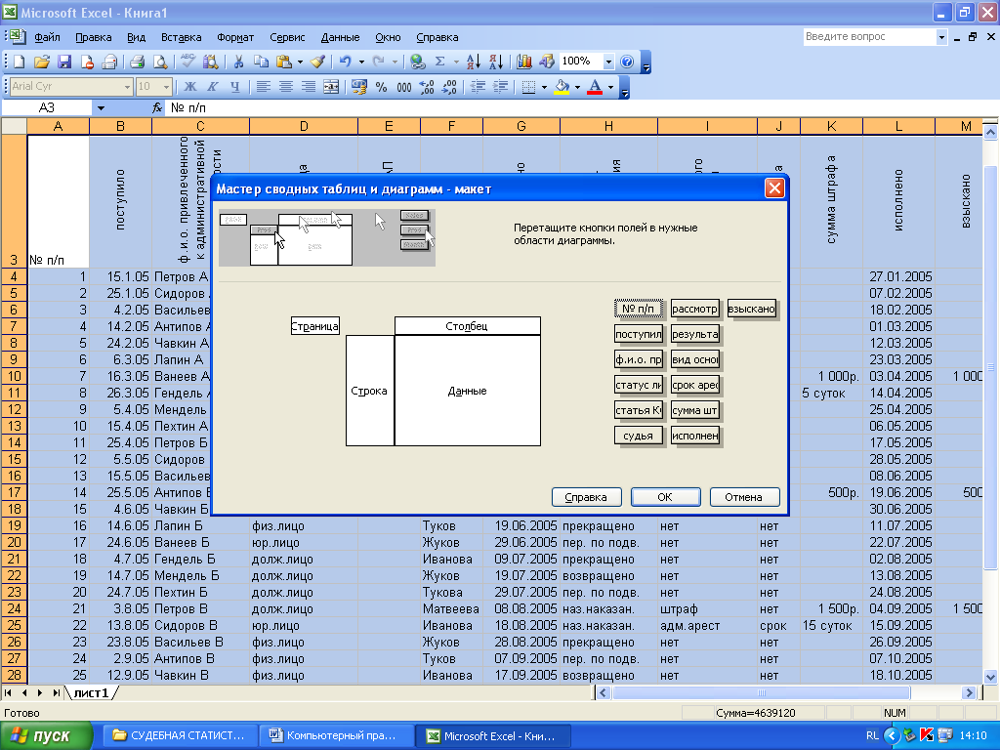 Microsoft Excel - Книга1
Файл Правка Вид Вставка Формат Сервис Данные Окно Справка
Введите вопрос
100%
Arial Cyr 10
Ж К Ч % 000
A3 fx № п/п
A B C D E F G H I J K L M
3 № п/п
поступило
ф.и.о. привлеченного
к административной
сумма штрафа
исполнено
взыскано
4 1 15.1.05 Петров А 27.01.2005
5 2 25.1.05 Сидоров 07.02.2005
6 3 4.2.05 Васильев 18.02.2005
7 4 14.2.05 Антипов А 01.03.2005
8 5 24.2.05 Чавкин А 12.03.2005
9 6 6.3.05 Лапин А 23.03.2005
10 7 16.3.05 Ванеев А 1 000р. 03.04.2005 1 000
11 8 26.3.05 Гендель 5 суток 14.04.2005
12 9 5.4.05 Мендель 25.04.2005
13 10 15.4.05 Пехтин А 06.05.2005
14 11 25.4.05 Петров Б 17.05.2005
15 12 5.5.05 Сидоров 28.05.2005
16 13 15.5.05 Васильев 08.06.2005
17 14 25.5.05 Антипов 500р. 19.06.2005 500
18 15 4.6.05 Чавкин Б 30.06.2005
19 16 14.6.05 Лапин Б физ.лицо Туков 19.06.2005 прекращено нет нет 11.07.2005
20 17 24.6.05 Ванеев Б юр.лицо Жуков 29.06.2005 пер. по подв. нет нет 22.07.2005
21 18 4.7.05 Гендель Б долж.лицо Иванова 09.07.2005 прекращено нет нет 02.08.2005
22 19 14.7.05 Мендель Б долж.лицо Жуков 19.07.2005 возвращено нет нет 13.08.2005
23 20 24.7.05 Пехтин Б долж.лицо Тукова 29.07.2005 пер. по подв. нет нет 24.08.2005
24 21 3.8.05 Петров В долж.лицо Матвеева 08.08.2005 наз.наказан. штраф нет 1 500р. 04.09.2005 1 500
25 22 13.8.05 Сидоров В юр.лицо Иванова 18.08.2005 наз.наказан. адм.арест срок 15 суток 15.09.2005
26 23 23.8.05 Васильев В физ.лицо Жуков 28.08.2005 прекращено нет нет 26.09.2005
27 24 2.9.05 Антипов В физ.лицо Туков 07.09.2005 пер. по подв. нет нет 07.10.2005
28 25 12.9.05 Чавкин В физ.лицо Иванова 17.09.2005 возвращено нет нет 18.10.2005
Мастер сводных таблиц и диаграмм - макет
Перетащите кнопки полей в нужные
области диаграммы.
Страница Столбец
Строка Данные
№ п/п рассмотр взыскано
поступил результа
ф.и.о. пр вид осно
статус ли срок арес
статья К сумма шт
судья исполнен
Справка ОК Отмена
лист1
Готово Сумма=4639120 NUM
пуск СУДЕБНАЯ СТАТИСТ... Компьютерный пра... Microsoft Excel - Кни... RL 14:10